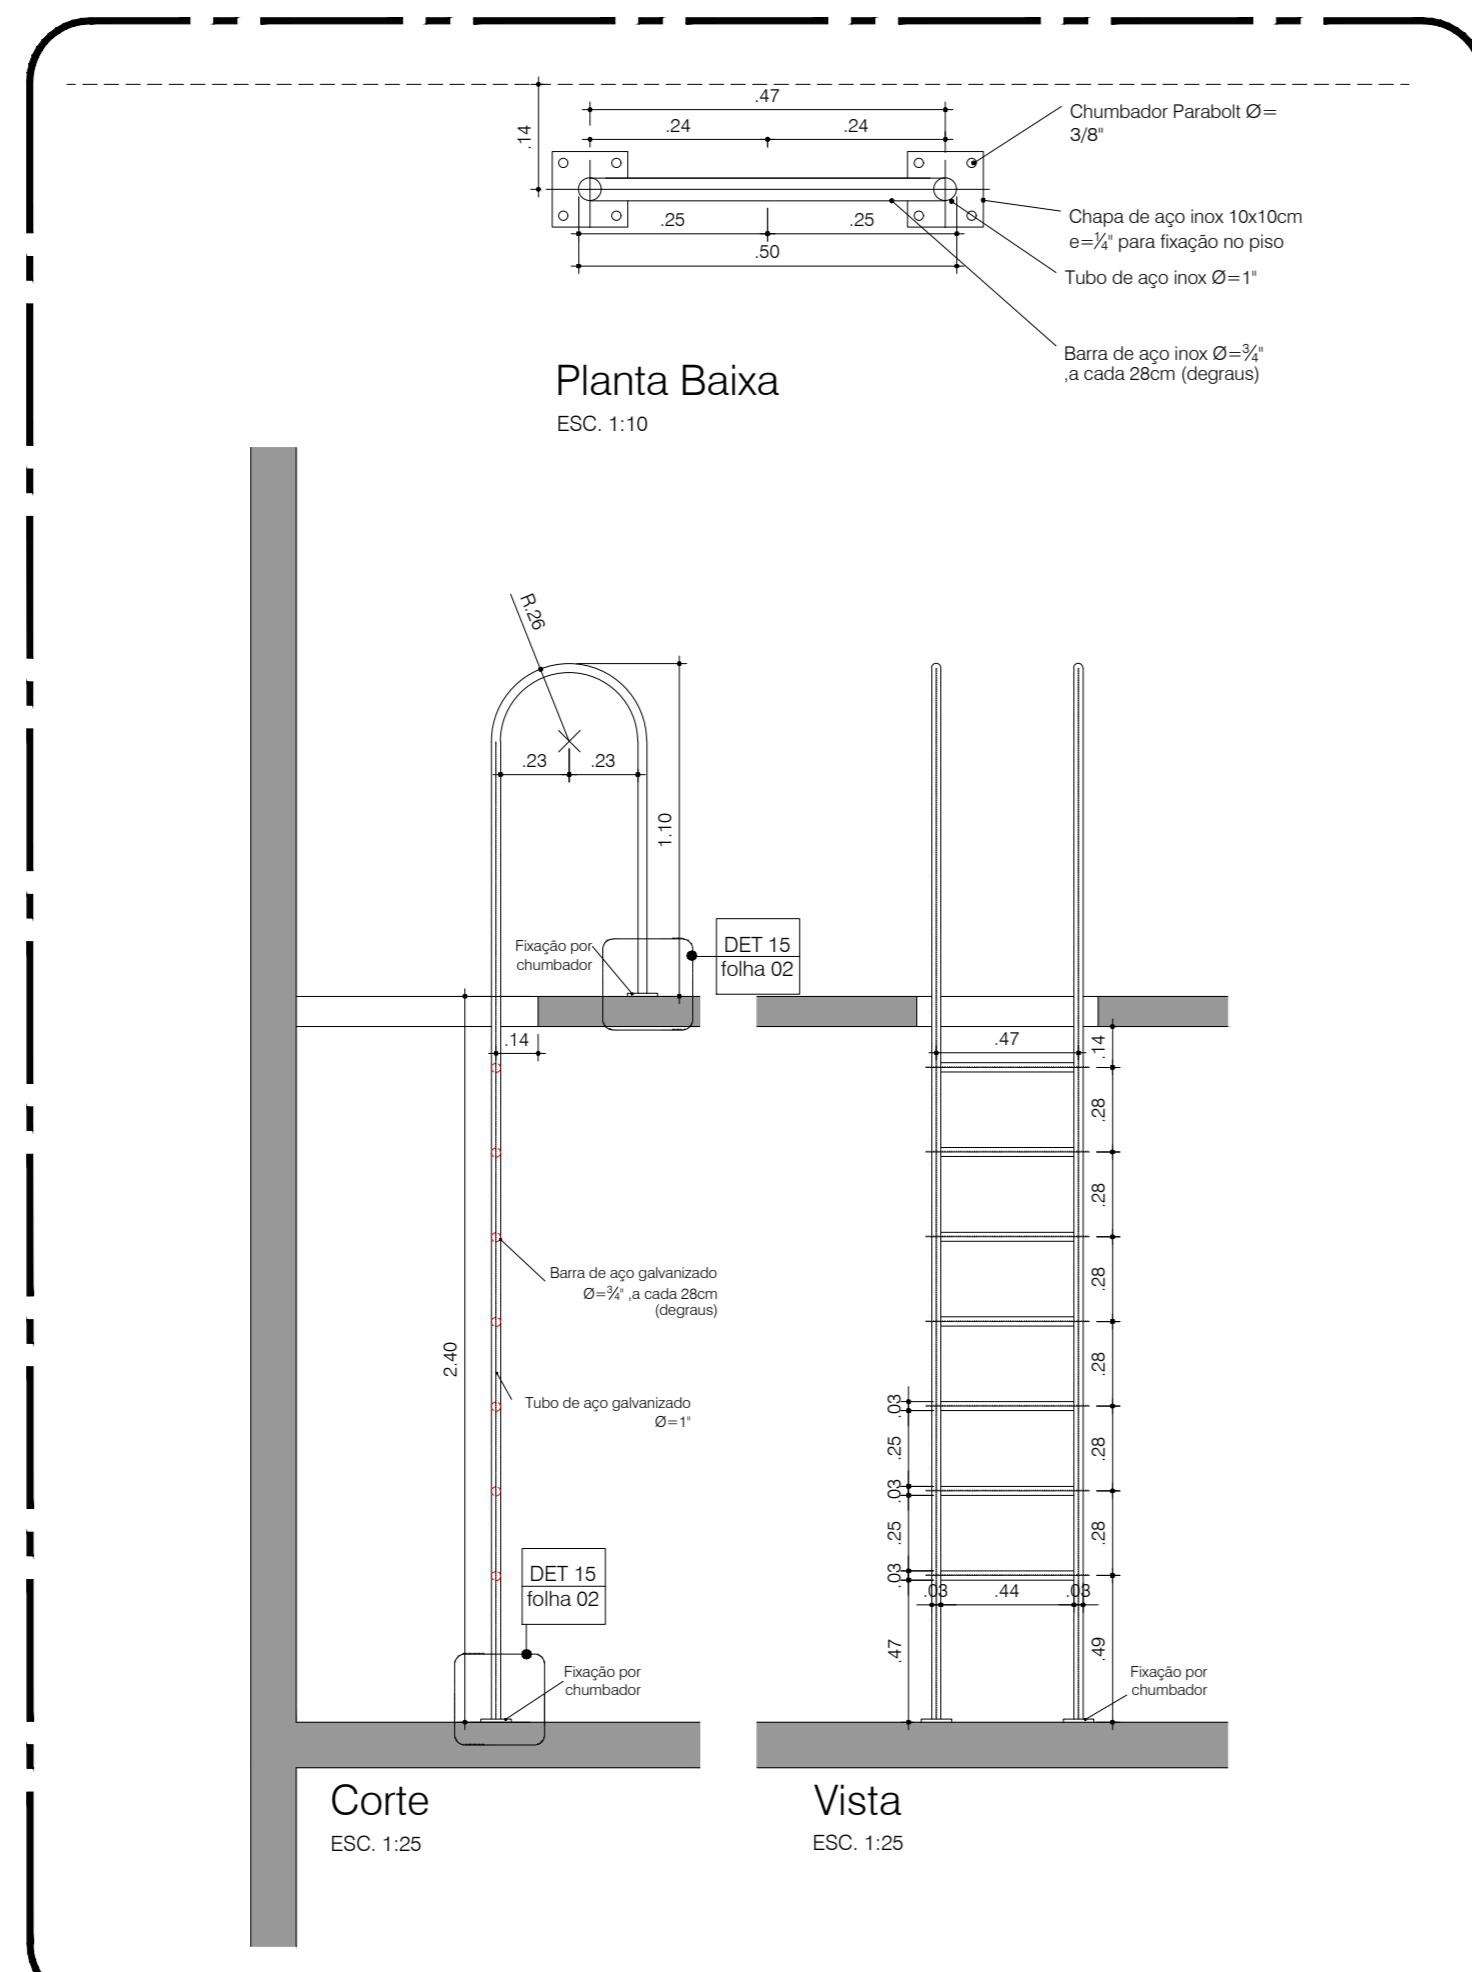 .47
.24
.24
.14
Chumbador Parabolt Ø=
3/8"
.25
.25
.50
Chapa de aço inox 10x10cm
e=¼" para fixação no piso
Tubo de aço inox Ø=1"
Barra de aço inox Ø=¾"
,a cada 28cm (degraus)
Planta Baixa
ESC. 1:10
R.26
.23
.23
1.10
Fixação por
chumbador
DET 15
folha 02
.14
2.40
Barra de aço galvanizado
Ø=¾" ,a cada 28cm
(degraus)
Tubo de aço galvanizado
Ø=1"
DET 15
folha 02
Fixação por
chumbador
Corte
ESC. 1:25
.47
.14
.28
.28
.28
.28
.28
.28
.49
.03
.25
.03
.25
.03
.47
.03
.44
.03
Fixação por
chumbador
Vista
ESC. 1:25